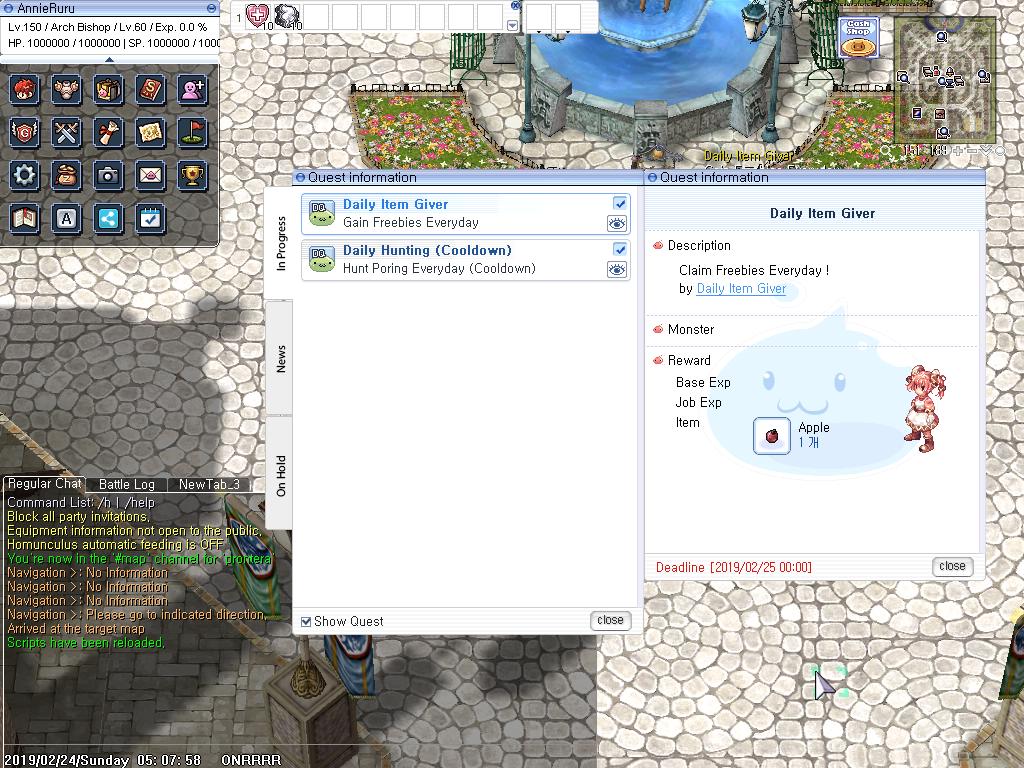 AnnieRuru
Lv.150 / Arch Bishop / Lv.60 / Exp. 0.0 %
HP. 1000000 / 1000000 | SP. 1000000 / 100
1
10
10
Cash
Shop
151 189
Daily Item Giver
Quest information
In Progress
News
On Hold
Daily Item Giver
Gain Freebies Everyday
Daily Hunting (Cooldown)
Hunt Poring Everyday (Cooldown)
Show Quest
close
Quest information
Daily Item Giver
Description
Claim Freebies Everyday !
by Daily Item Giver
Monster
Reward
Base Exp
Job Exp
Item
Apple
1 개
Deadline [2019/02/25 00:00]
close
Regular Chat
Battle Log
NewTab_3
Command List: /h | /help
Block all party invitations.
Equipment information not open to the public.
Homunculus automatic feeding is OFF
You're now in the '#map' channel for 'prontera'
Navigation >: No Information
Navigation >: No Information
Navigation >: No Information
Navigation >: Please go to indicated direction.
Arrived at the target map
Scripts have been reloaded.
2019/02/24/Sunday 05: 07: 58 ONRRRR